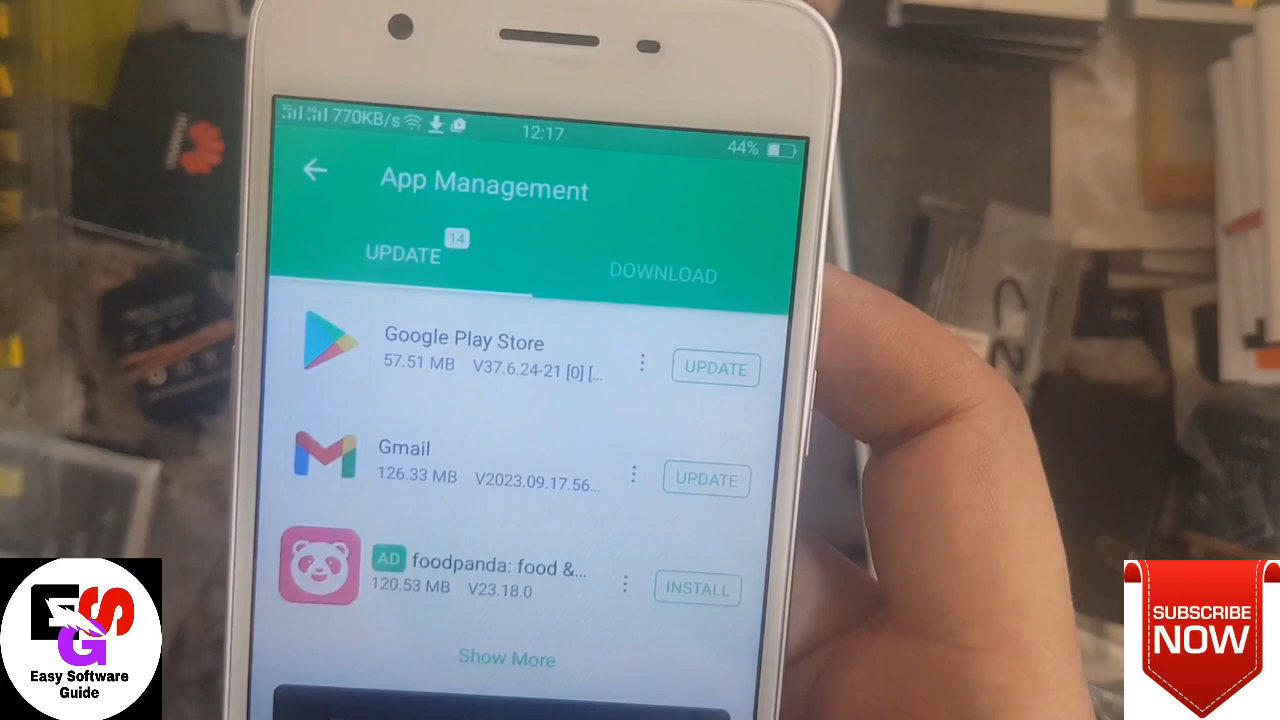 770KB/s
12:17
44%
App Management
UPDATE
14
DOWNLOAD
Google Play Store
57.51 MB V37.6.24-21 [0] [...
UPDATE
Gmail
126.33 MB V2023.09.17.56...
UPDATE
AD foodpanda: food &...
120.53 MB V23.18.0
INSTALL
Show More
HUAWEI
ESG
Easy Software
Guide
SUBSCRIBE
NOW